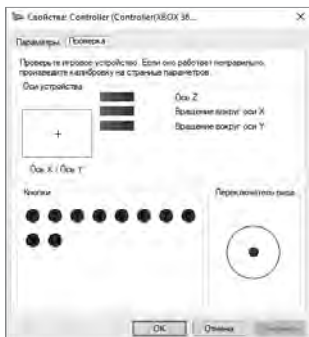 Свойства: Controller (Controller(XBOX 36...
Параметры Проверка
Проверьте игровое устройство. Если оно работает неправильно,
произведите калибровку на странице параметров.
Оси устройства
Ось Z
Вращение вокруг оси X
Вращение вокруг оси Y
Ось X / Ось Y
Кнопки
Переключатель вида
OK
Отмена